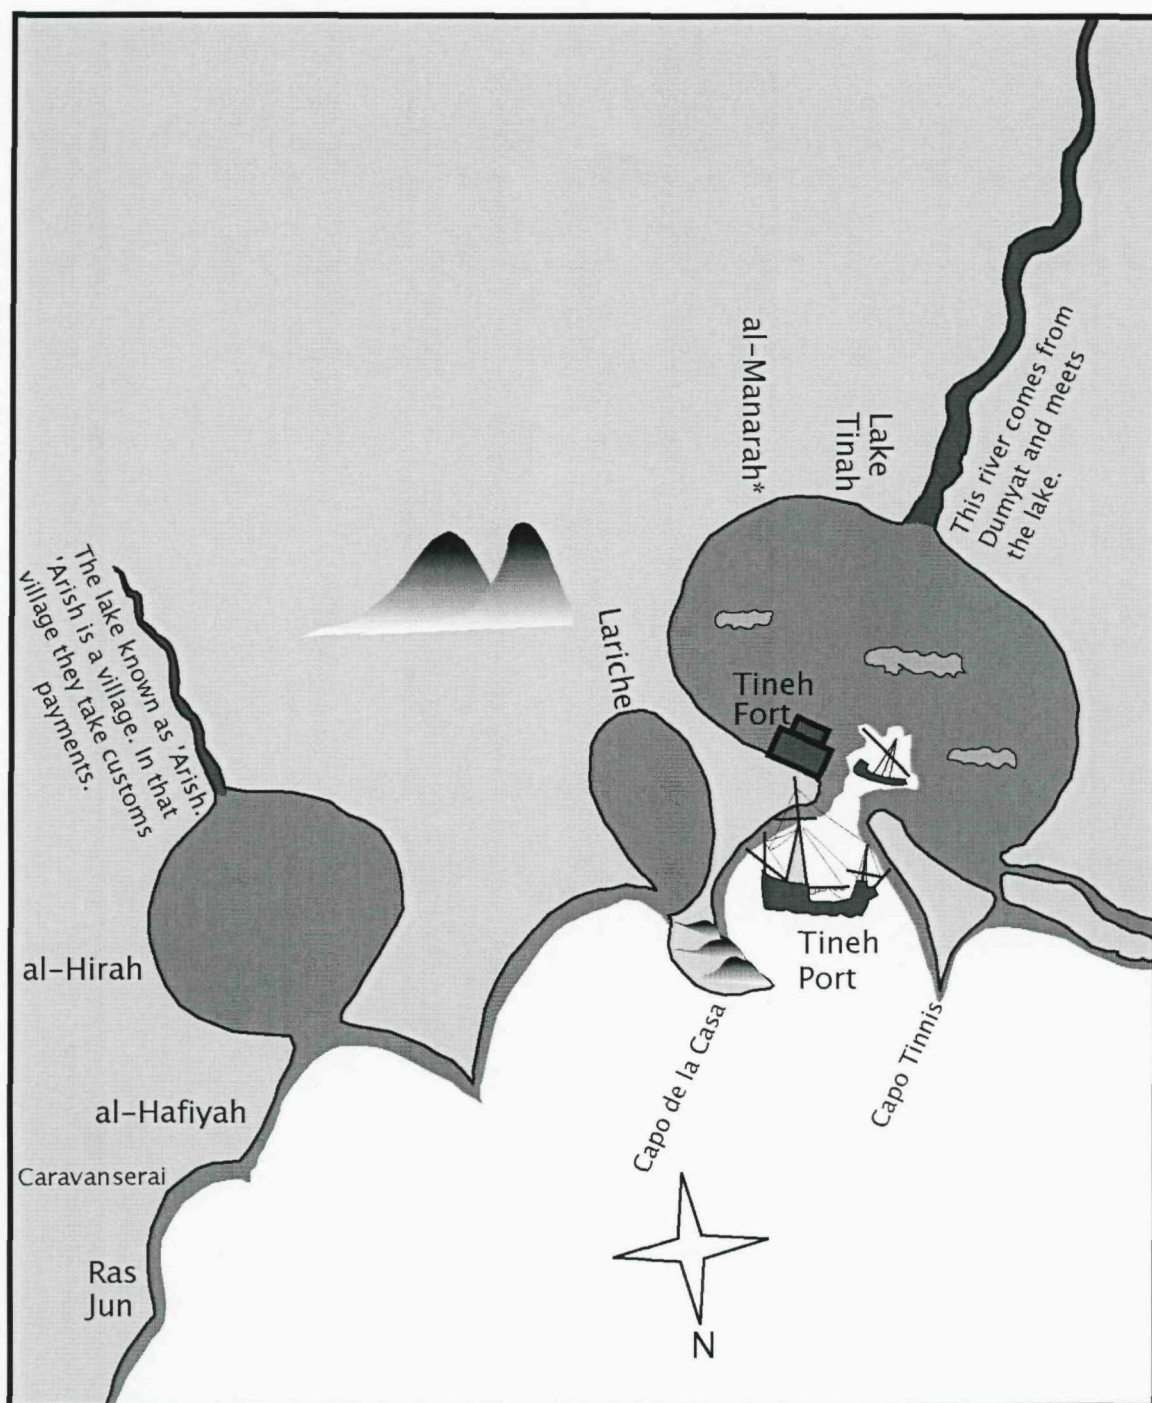 al-Manarah*
Lake
Tinah
This river comes from
Dumyat and meets
the lake.
The lake known as 'Arish.
'Arish is a village. In that
village they take customs
payments.
Lariche
Tineh
Fort
al-Hirah
Tineh
Port
Capo de la Casa
Capo Tinnis
al-Hafiyah
Caravanserai
Ras
Jun
N